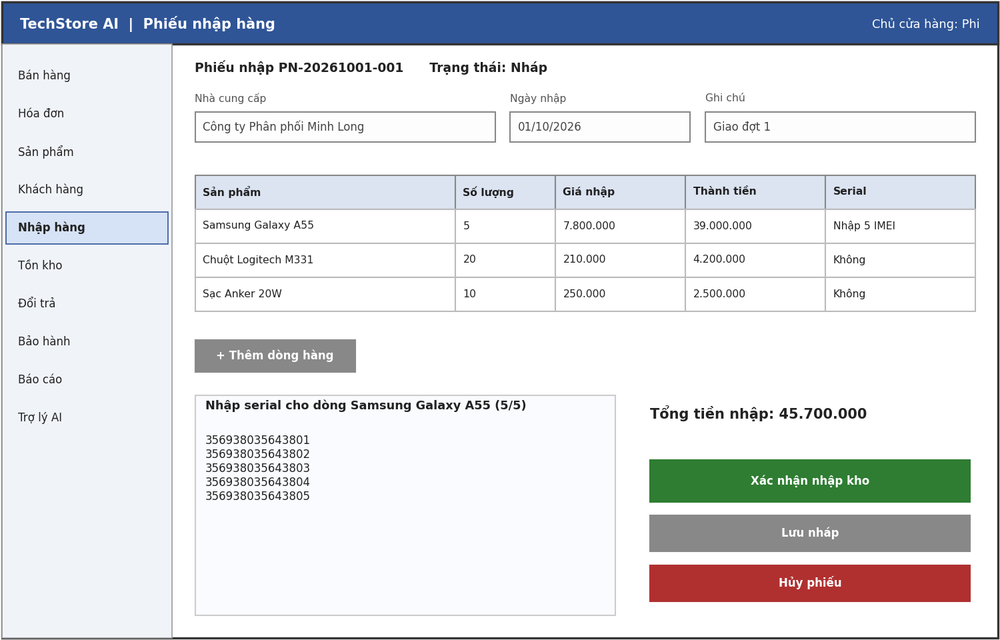 TechStore AI | Phiếu nhập hàng
Chủ cửa hàng: Phi
Bán hàng
Hóa đơn
Sản phẩm
Khách hàng
Nhập hàng
Tồn kho
Đổi trả
Bảo hành
Báo cáo
Trợ lý AI
Phiếu nhập PN-20261001-001 Trạng thái: Nháp
Nhà cung cấp Ngày nhập Ghi chú
Công ty Phân phối Minh Long 01/10/2026 Giao đợt 1
Sản phẩm Số lượng Giá nhập Thành tiền Serial
Samsung Galaxy A55 5 7.800.000 39.000.000 Nhập 5 IMEI
Chuột Logitech M331 20 210.000 4.200.000 Không
Sạc Anker 20W 10 250.000 2.500.000 Không
+ Thêm dòng hàng
Nhập serial cho dòng Samsung Galaxy A55 (5/5)
356938035643801
356938035643802
356938035643803
356938035643804
356938035643805
Tổng tiền nhập: 45.700.000
Xác nhận nhập kho
Lưu nháp
Hủy phiếu